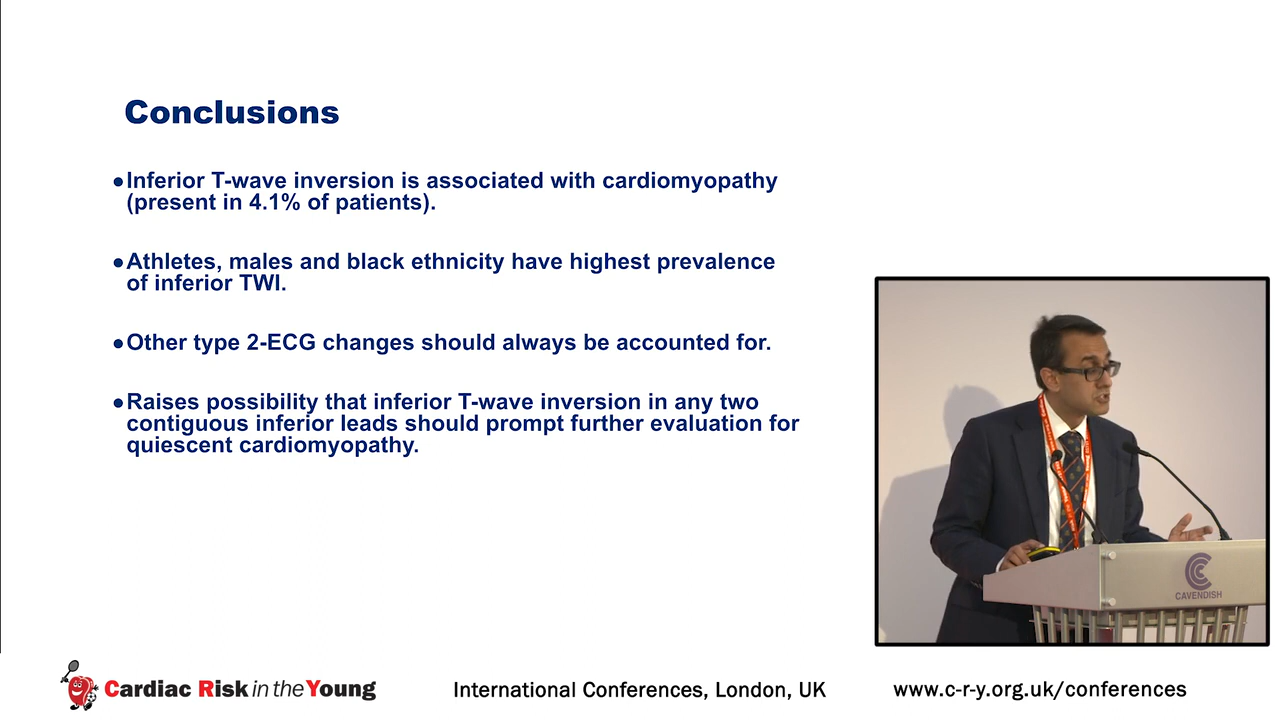 Conclusions
●Inferior T-wave inversion is associated with cardiomyopathy
(present in 4.1% of patients).
●Athletes, males and black ethnicity have highest prevalence
of inferior TWI.
●Other type 2-ECG changes should always be accounted for.
●Raises possibility that inferior T-wave inversion in any two
contiguous inferior leads should prompt further evaluation for
quiescent cardiomyopathy.
CAVENDISH
Cardiac Risk in the Young
International Conferences, London, UK
www.c-r-y.org.uk/conferences